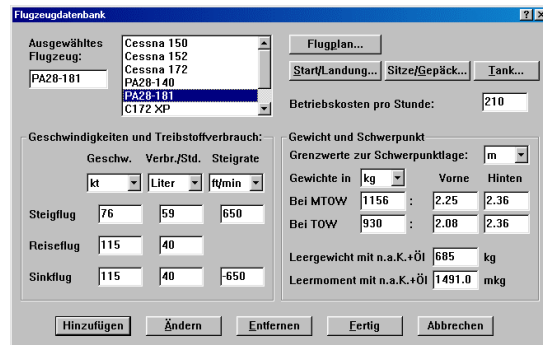 Flugzeugdatenbank
Ausgewähltes
Flugzeug:
PA28-181
Cessna 150
Cessna 152
Cessna 172
PA28-140
PA28-181
C172 XP
Flugplan...
Start/Landung... Sitze/Gepäck... Tank...
Betriebskosten pro Stunde: 210
Geschwindigkeiten und Treibstoffverbrauch:
Geschw. Verbr./Std. Steigrate
kt Liter ft/min
Steigflug 76 59 650
Reiseflug 115 40
Sinkflug 115 40 -650
Gewicht und Schwerpunkt
Grenzwerte zur Schwerpunktlage: m
Gewichte in kg Vorne Hinten
Bei MTOW 1156 : 2.25 2.36
Bei TOW 930 : 2.08 2.36
Leergewicht mit n.a.K.+Öl 685 kg
Leermoment mit n.a.K.+Öl 1491.0 mkg
Hinzufügen Ändern Entfernen Fertig Abbrechen